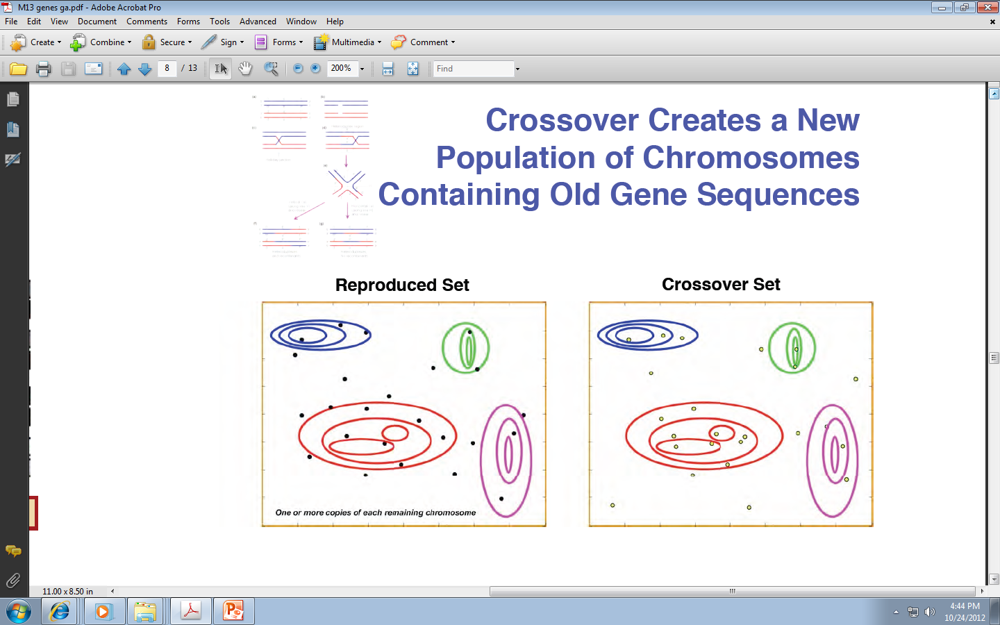 M13 genes ga.pdf - Adobe Acrobat Pro
File Edit View Document Comments Forms Tools Advanced Window Help
Create Combine Secure Sign Forms Multimedia Comment
8 / 13 200% Find
Crossover Creates a New
Population of Chromosomes
Containing Old Gene Sequences
Reproduced Set
Crossover Set
One or more copies of each remaining chromosome
11.00 x 8.50 in
4:44 PM
10/24/2012